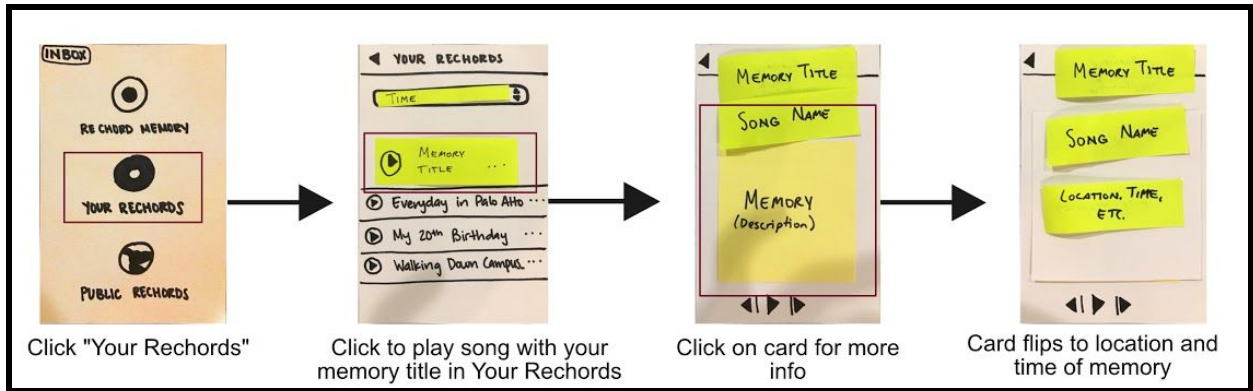 INBOX
RECHORD MEMORY
YOUR RECHORDS
PUBLIC RECHORDS
Click "Your Rechords"
YOUR RECHORDS
TIME
MEMORY
TITLE ...
Everyday in Palo Alto ...
My 20th Birthday ...
Walking Down Campus ...
Click to play song with your
memory title in Your Rechords
MEMORY TITLE
SONG NAME
MEMORY
(Description)
Click on card for more
info
MEMORY TITLE
SONG NAME
LOCATION, TIME,
ETC.
Card flips to location and
time of memory